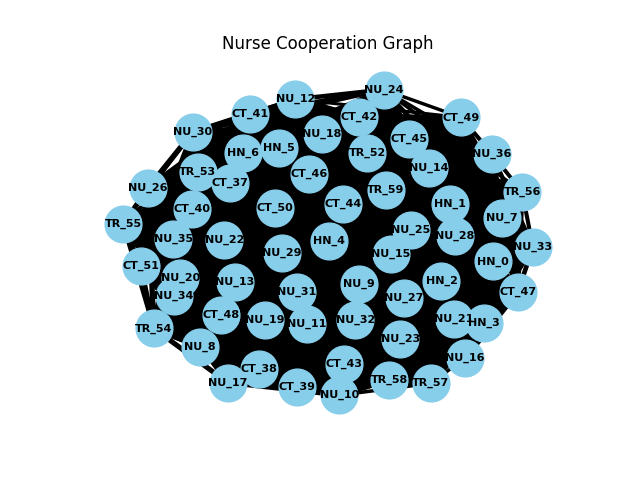 Nurse Cooperation Graph
NU_24
NU_12
CT_41
CT_42
CT_49
NU_30
NU_18
CT_45
HN_5
HN_6
TR_52
NU_36
NU_14
TR_53
CT_46
CT_37
NU_26
TR_59
TR_56
CT_44
HN_1
CT_50
CT_40
NU_7
TR_55
NU_25
NU_28
NU_35
NU_22
HN_4
NU_33
NU_29
NU_15
HN_0
CT_51
NU_20
NU_13
HN_2
NU_9
NU_31
CT_47
NU_34
NU_27
CT_48
NU_19
NU_32
NU_21
HN_3
NU_11
TR_54
NU_23
NU_8
NU_16
CT_43
CT_38
TR_58
NU_17
TR_57
CT_39
NU_10